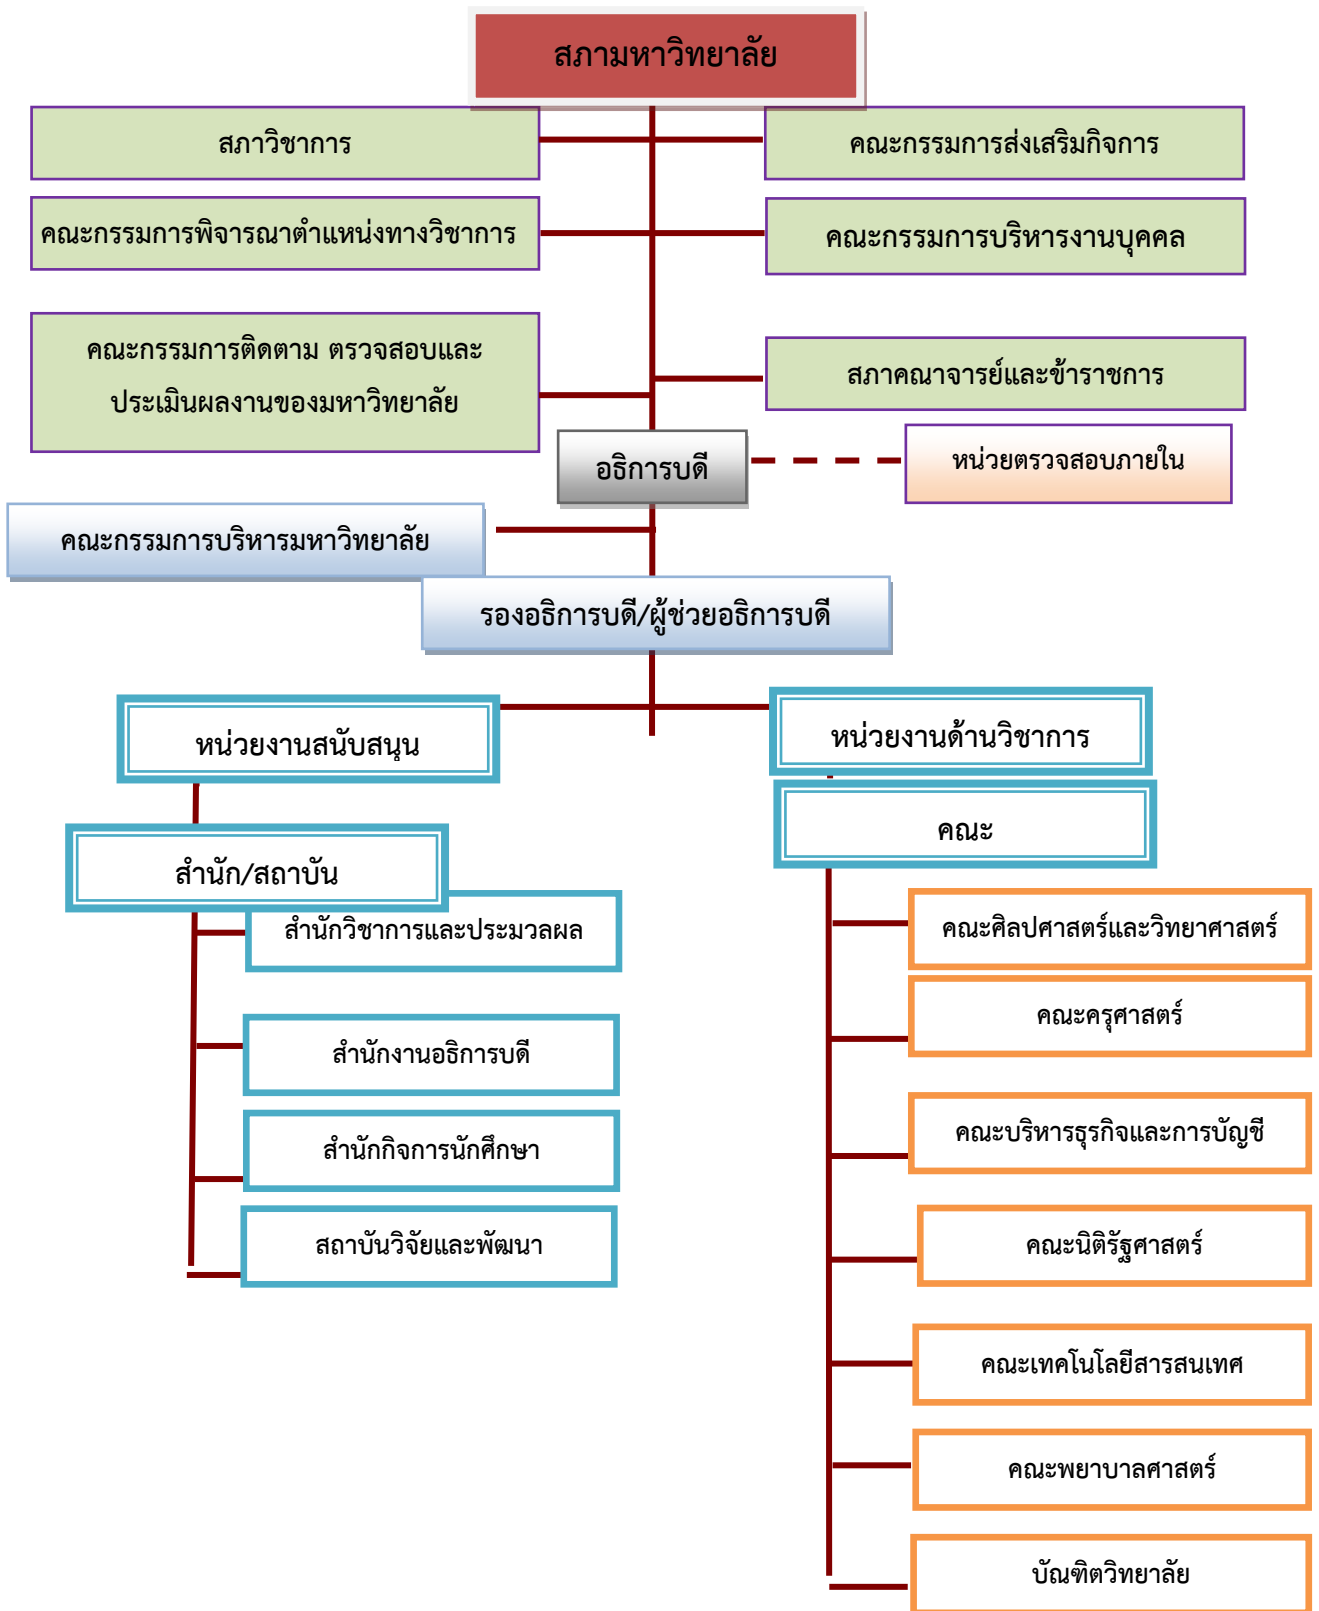 สภามหาวิทยาลัย
สภาวิชาการ
คณะกรรมการส่งเสริมกิจการ
คณะกรรมการพิจารณาตำแหน่งทางวิชาการ
คณะกรรมการบริหารงานบุคคล
คณะกรรมการติดตาม ตรวจสอบและ
ประเมินผลงานของมหาวิทยาลัย
สภาคณาจารย์และข้าราชการ
อธิการบดี
หน่วยตรวจสอบภายใน
คณะกรรมการบริหารมหาวิทยาลัย
รองอธิการบดี/ผู้ช่วยอธิการบดี
หน่วยงานสนับสนุน
สำนัก/สถาบัน
สำนักวิชาการและประมวลผล
สำนักงานอธิการบดี
สำนักกิจการนักศึกษา
สถาบันวิจัยและพัฒนา
หน่วยงานด้านวิชาการ
คณะ
คณะศิลปศาสตร์และวิทยาศาสตร์
คณะครุศาสตร์
คณะบริหารธุรกิจและการบัญชี
คณะนิติรัฐศาสตร์
คณะเทคโนโลยีสารสนเทศ
คณะพยาบาลศาสตร์
บัณฑิตวิทยาลัย